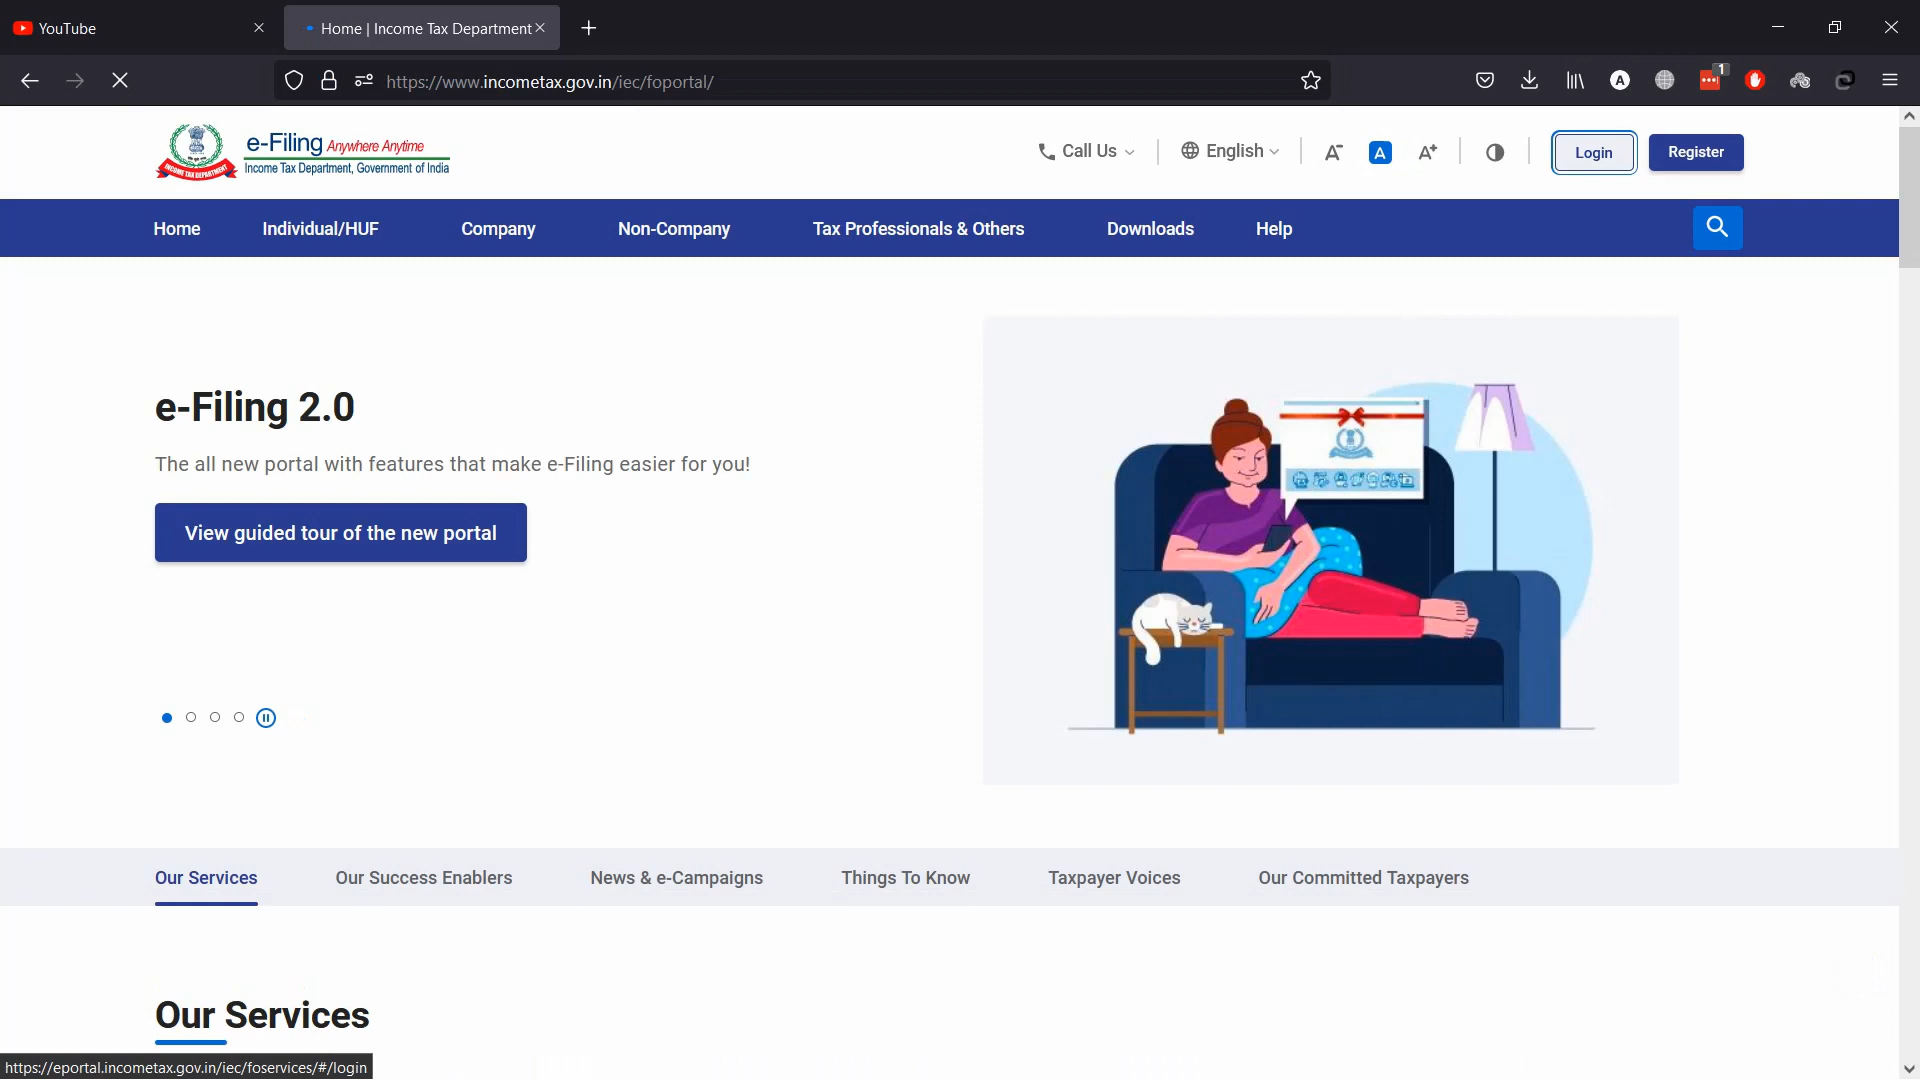 YouTube
Home | Income Tax Department
https://www.incometax.gov.in/iec/foportal/
1
e-Filing Anywhere Anytime
Income Tax Department, Government of India
INCOME TAX DEPARTMENT
Call Us
English
A-
A
A+
Login
Register
Home
Individual/HUF
Company
Non-Company
Tax Professionals & Others
Downloads
Help
e-Filing 2.0
The all new portal with features that make e-Filing easier for you!
View guided tour of the new portal
Our Services
Our Success Enablers
News & e-Campaigns
Things To Know
Taxpayer Voices
Our Committed Taxpayers
Our Services
https://eportal.incometax.gov.in/iec/foservices/#/login